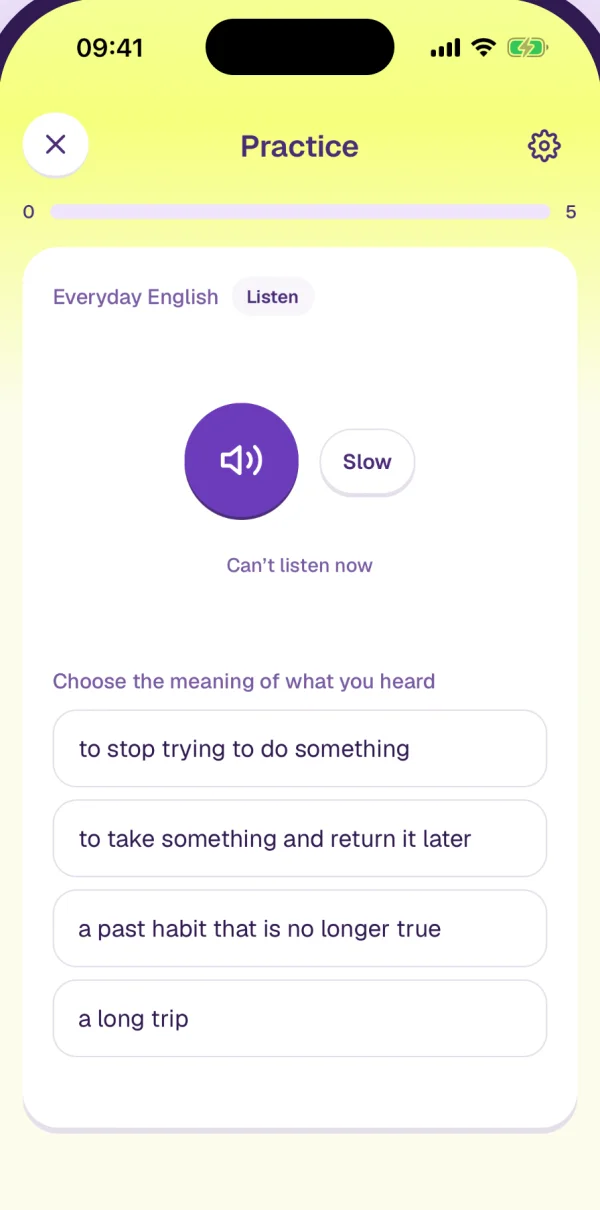 09:41
Practice
0 5
Everyday English Listen
Slow
Can’t listen now
Choose the meaning of what you heard
to stop trying to do something
to take something and return it later
a past habit that is no longer true
a long trip